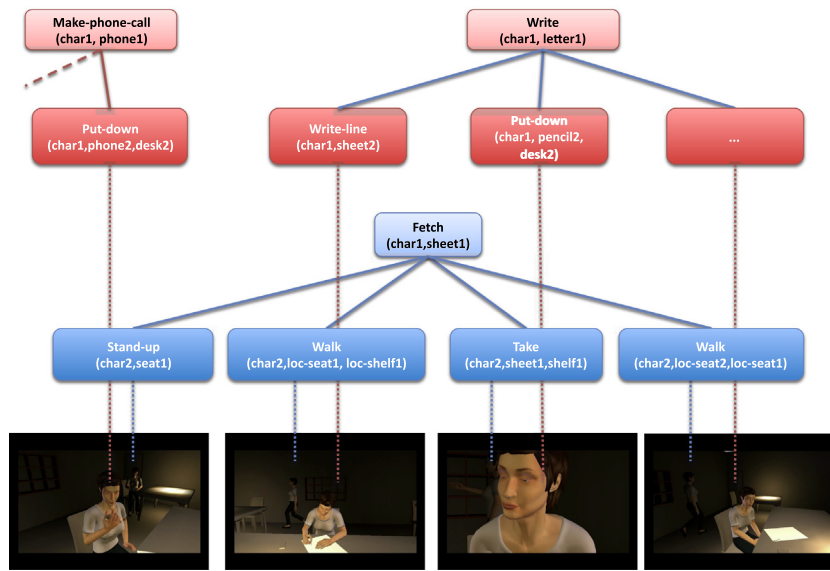 Make-phone-call
(char1, phone1)
Write
(char1, letter1)
Put-down
(char1,phone2,desk2)
Write-line
(char1,sheet2)
Put-down
(char1, pencil2,
desk2)
...
Fetch
(char1,sheet1)
Stand-up
(char2,seat1)
Walk
(char2,loc-seat1, loc-shelf1)
Take
(char2,sheet1,shelf1)
Walk
(char2,loc-seat2,loc-seat1)